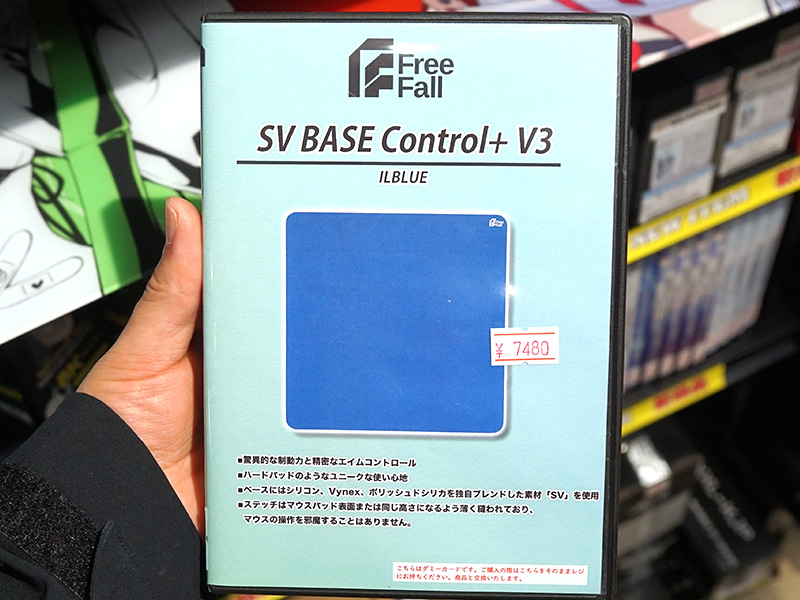 Free
Fall
SV BASE Control+ V3
ILBLUE
Free
Fall
¥ 7480
■驚異的な制動力と精密なエイムコントロール
■ハードパッドのようなユニークな使い心地
■ベースにはシリコン、Vynex、ポリッシュドシリカを独自ブレンドした素材「SV」を使用
■ステッチはマウスパッド表面または同じ高さになるよう薄く縫われており、
マウスの操作を邪魔することはありません。
こちらはダミーカードです。ご購入の際はこちらをそのままレジ
にお持ちください。商品と交換いたします。
NEW ITEM